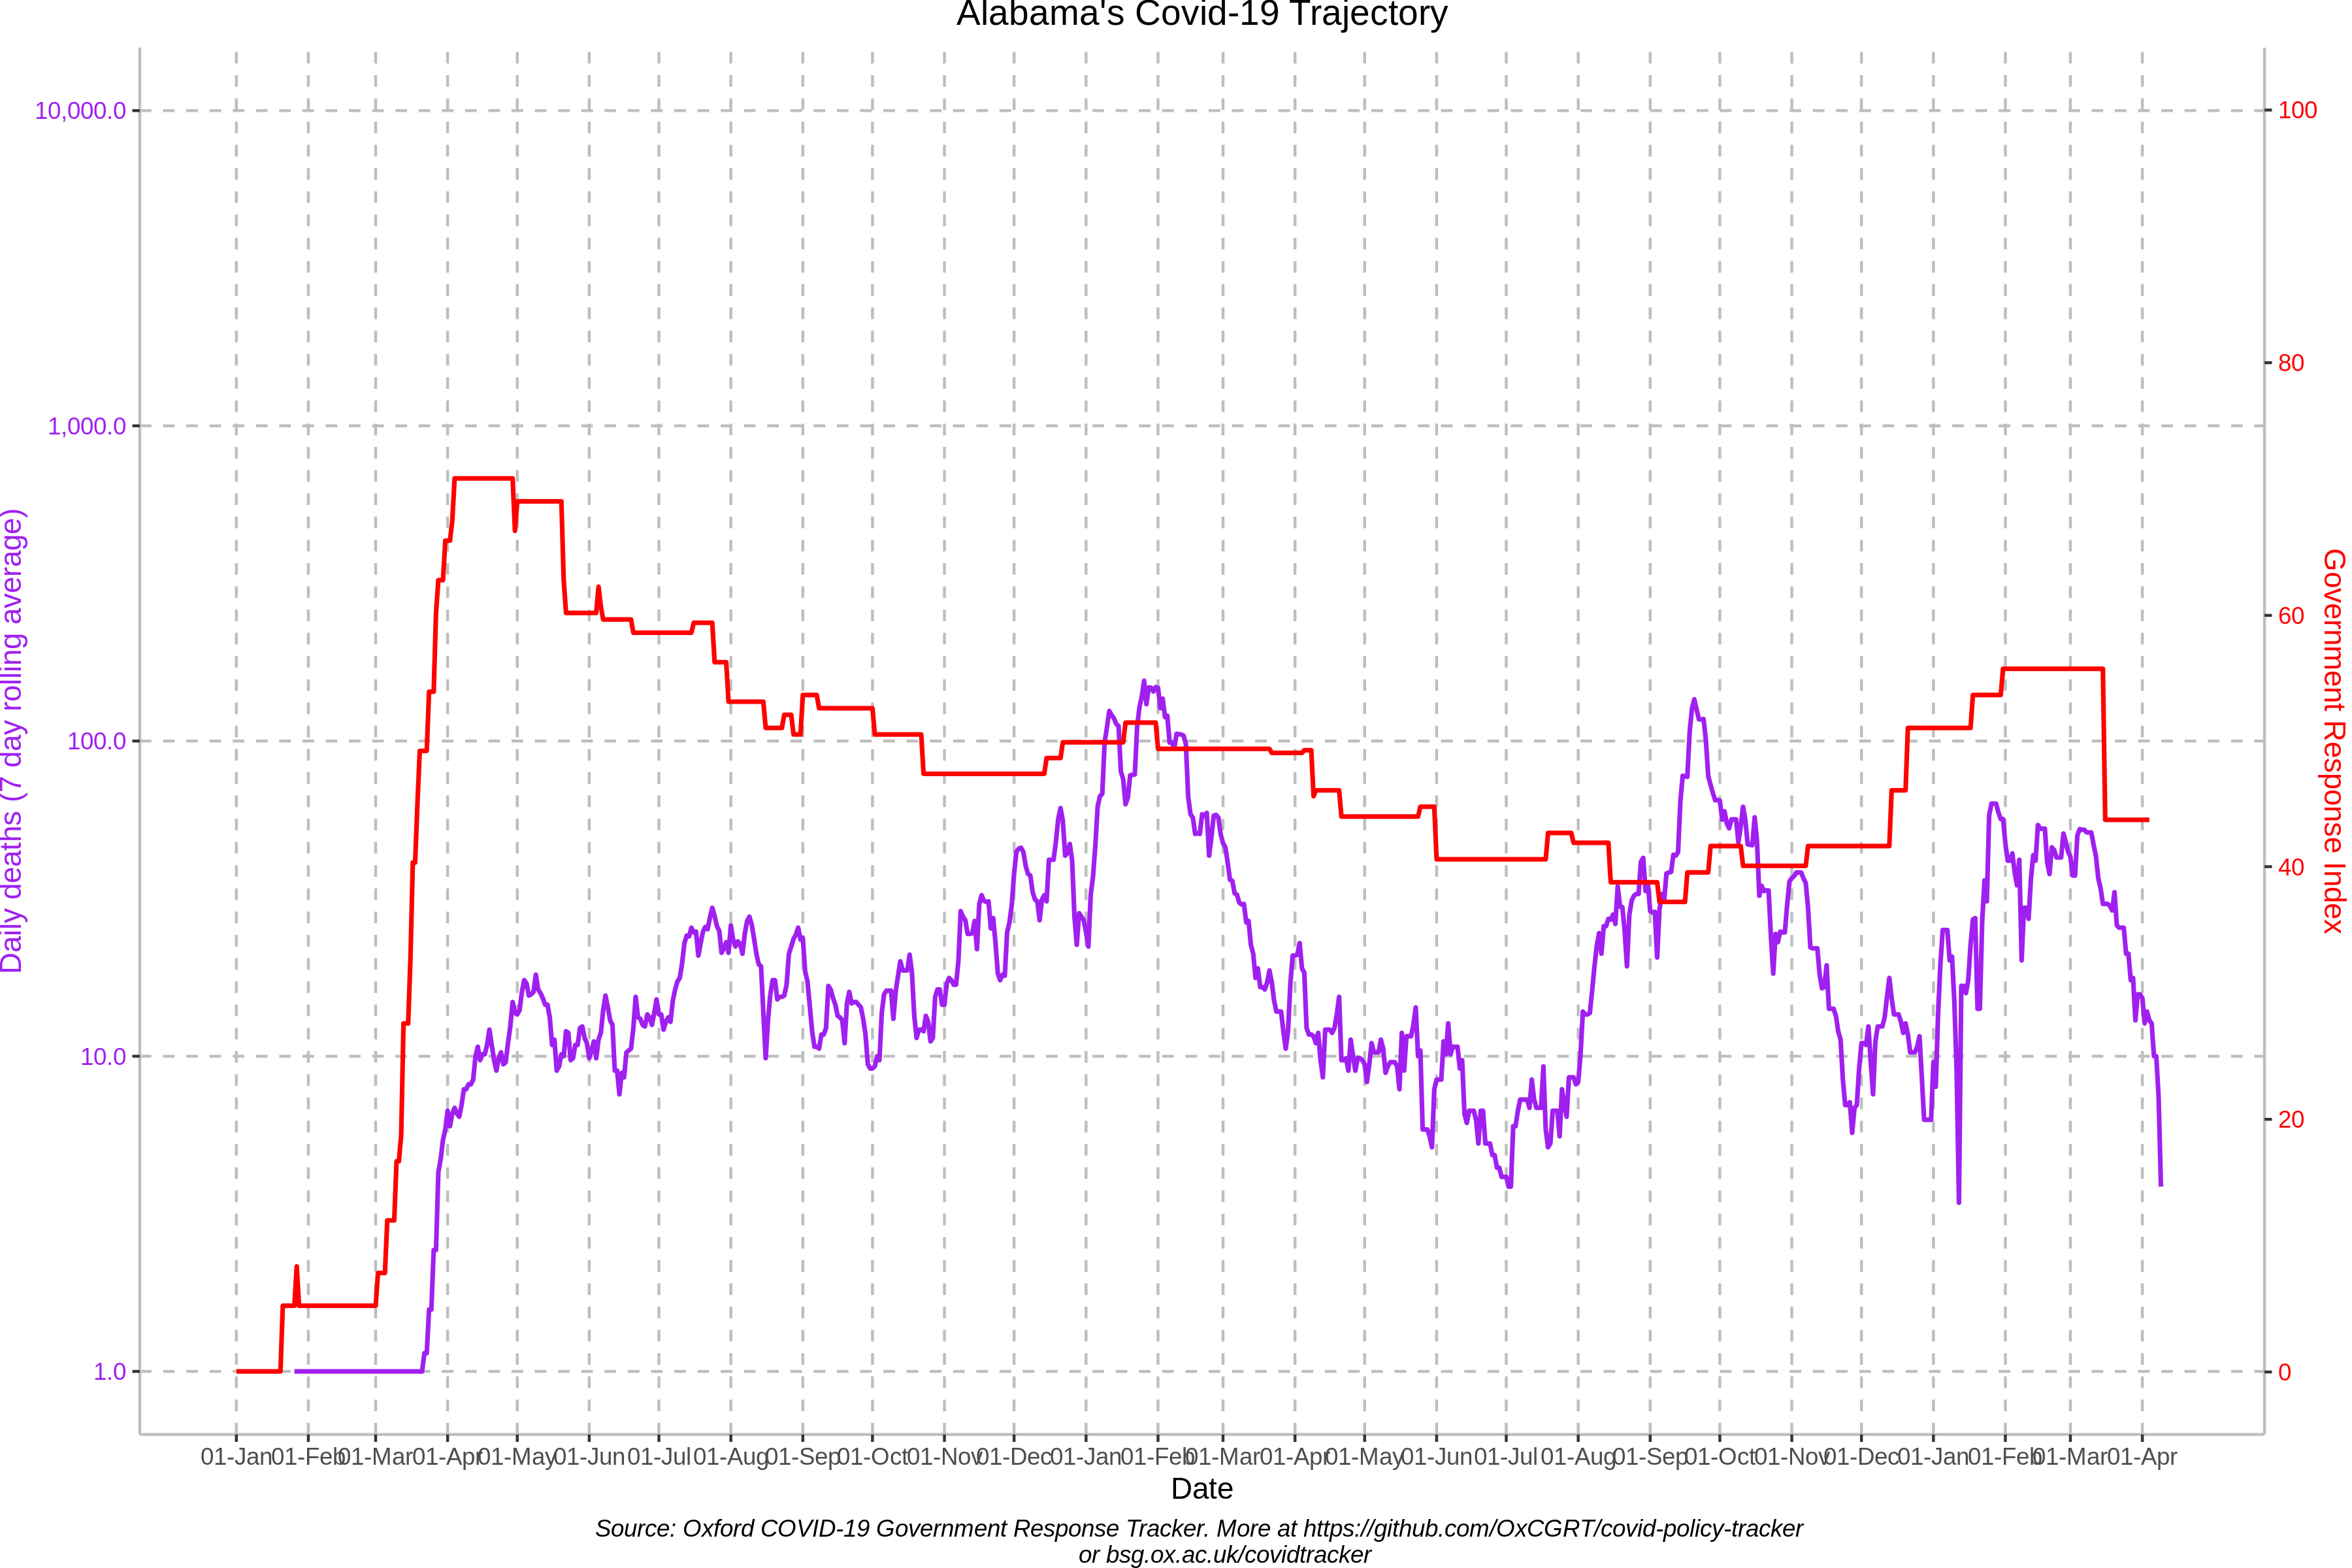 Alabama's Covid-19 Trajectory
10,000.0
1,000.0
100.0
10.0
1.0
Daily deaths (7 day rolling average)
100
80
60
40
20
0
Government Response Index
01-Jan 01-Feb 01-Mar 01-Apr 01-May 01-Jun 01-Jul 01-Aug 01-Sep 01-Oct 01-Nov 01-Dec 01-Jan 01-Feb 01-Mar 01-Apr 01-May 01-Jun 01-Jul 01-Aug 01-Sep 01-Oct 01-Nov 01-Dec 01-Jan 01-Feb 01-Mar 01-Apr
Date
Source: Oxford COVID-19 Government Response Tracker. More at https://github.com/OxCGRT/covid-policy-tracker
or bsg.ox.ac.uk/covidtracker